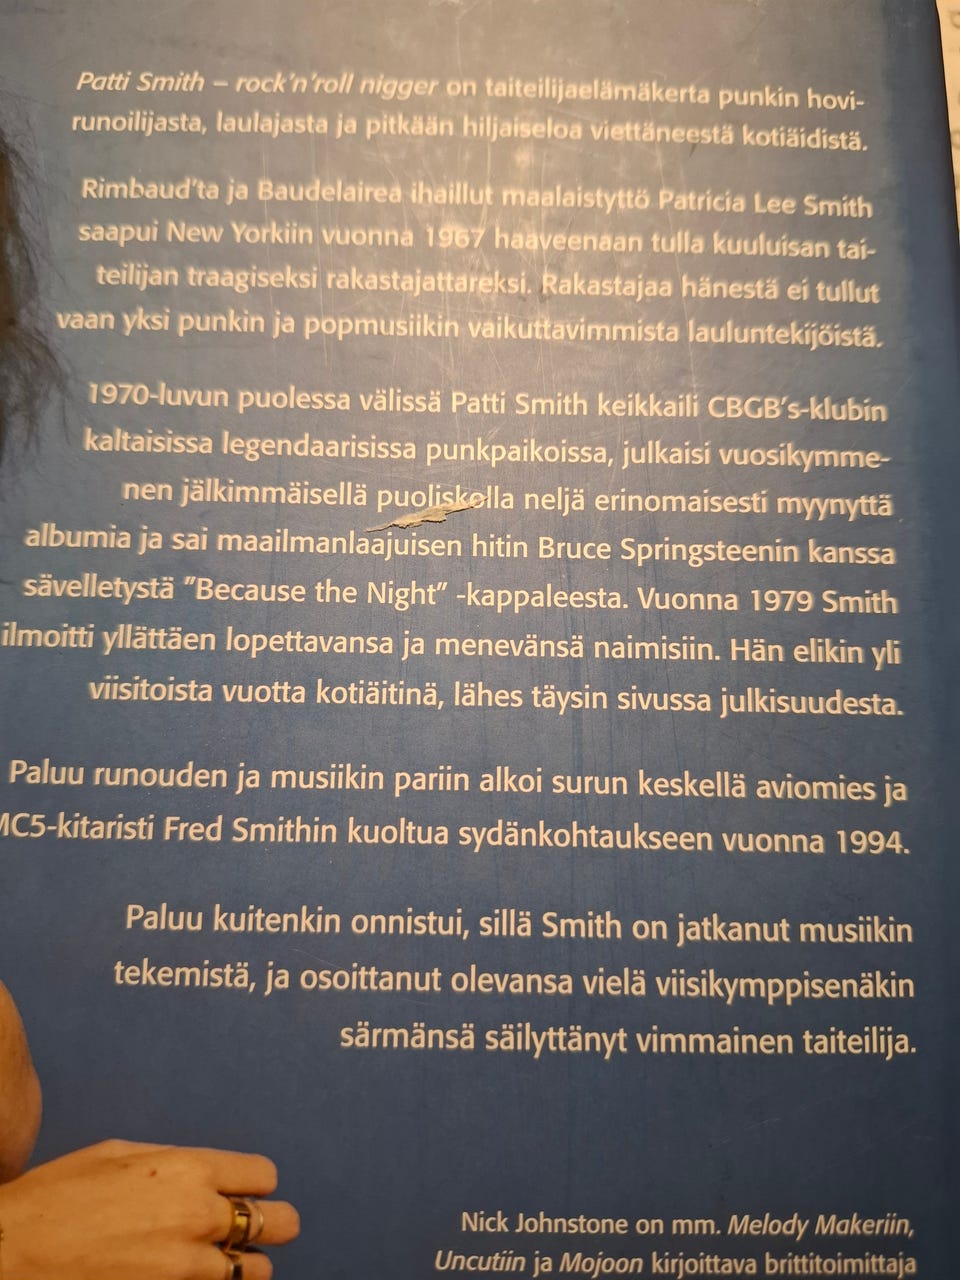 Patti Smith – rock'n'roll nigger on taiteilijaelämäkerta punkin hovi-
runoilijasta, laulajasta ja pitkään hiljaiseloa viettäneestä kotiäidistä.
Rimbaud'ta ja Baudelairea ihaillut maalaistyttö Patricia Lee Smith
saapui New Yorkiin vuonna 1967 haaveenaan tulla kuuluisan tai-
teilijan traagiseksi rakastajattareksi. Rakastajaa hänestä ei tullut
vaan yksi punkin ja popmusiikin vaikuttavimmista lauluntekijöistä.
1970-luvun puolessa välissä Patti Smith keikkaili CBGB's-klubin
kaltaisissa legendaarisissa punkpaikoissa, julkaisi vuosikymme-
nen jälkimmäisellä puoliskolla neljä erinomaisesti myynyttä
albumia ja sai maailmanlaajuisen hitin Bruce Springsteenin kanssa
sävelletystä "Because the Night" -kappaleesta. Vuonna 1979 Smith
ilmoitti yllättäen lopettavansa ja menevänsä naimisiin. Hän elikin yli
viisitoista vuotta kotiäitinä, lähes täysin sivussa julkisuudesta.
Paluu runouden ja musiikin pariin alkoi surun keskellä aviomies ja
MC5-kitaristi Fred Smithin kuoltua sydänkohtaukseen vuonna 1994.
Paluu kuitenkin onnistui, sillä Smith on jatkanut musiikin
tekemistä, ja osoittanut olevansa vielä viisikymppisenäkin
särmänsä säilyttänyt vimmainen taiteilija.
Nick Johnstone on mm. Melody Makeriin,
Uncutiin ja Mojoon kirjoittava brittitoimittaja